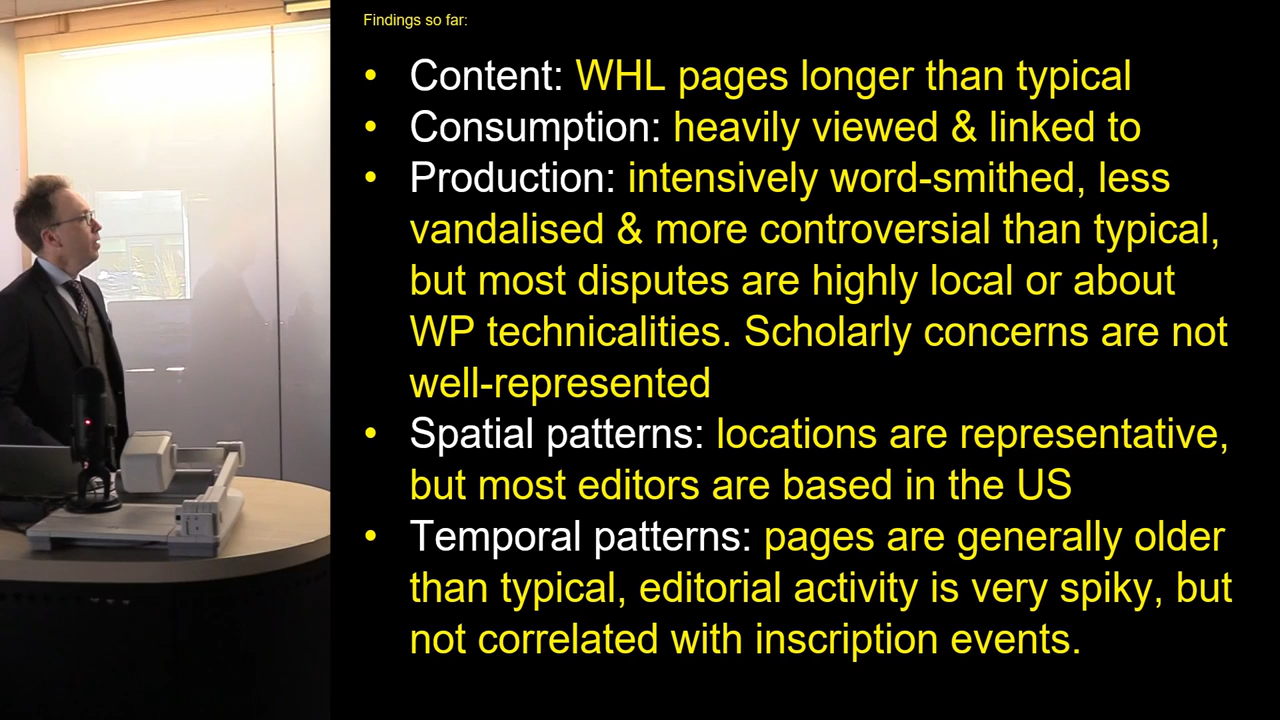 Findings so far:
• Content: WHL pages longer than typical
• Consumption: heavily viewed & linked to
• Production: intensively word-smithed, less
vandalised & more controversial than typical,
but most disputes are highly local or about
WP technicalities. Scholarly concerns are not
well-represented
• Spatial patterns: locations are representative,
but most editors are based in the US
• Temporal patterns: pages are generally older
than typical, editorial activity is very spiky, but
not correlated with inscription events.